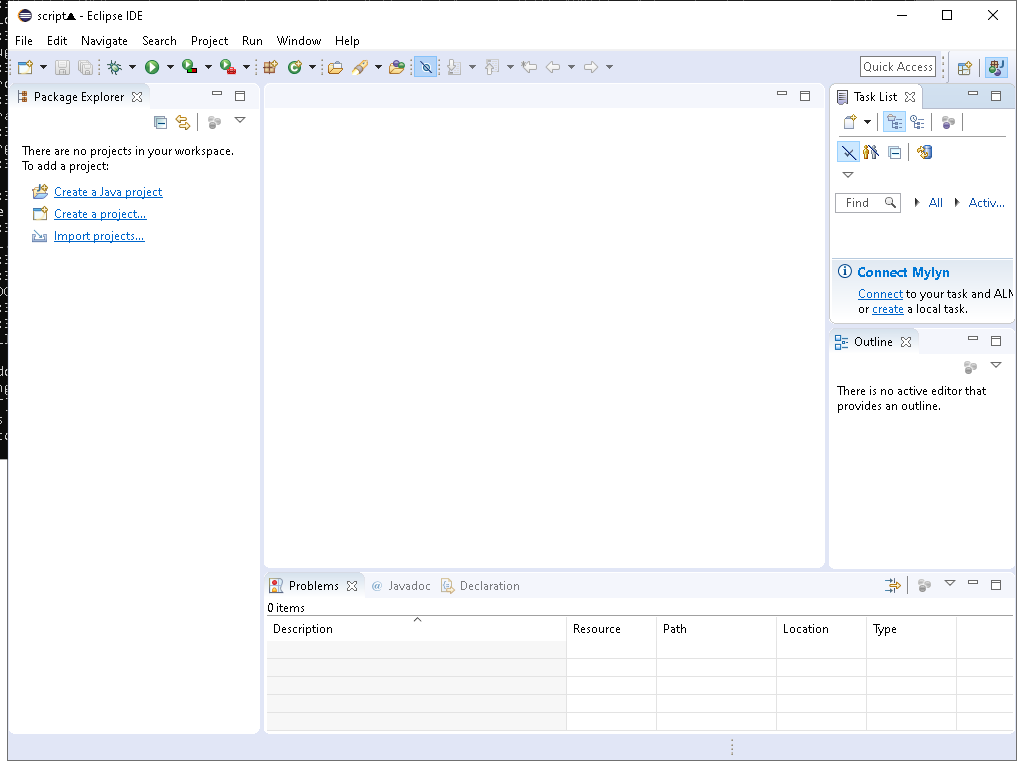 script▲ - Eclipse IDE
File Edit Navigate Search Project Run Window Help
Quick Access
Package Explorer
There are no projects in your workspace.
To add a project:
Create a Java project
Create a project...
Import projects...
Task List
Find All Activ...
Connect Mylyn
Connect to your task and ALM
or create a local task.
Outline
There is no active editor that
provides an outline.
Problems @ Javadoc Declaration
0 items
Description Resource Path Location Type